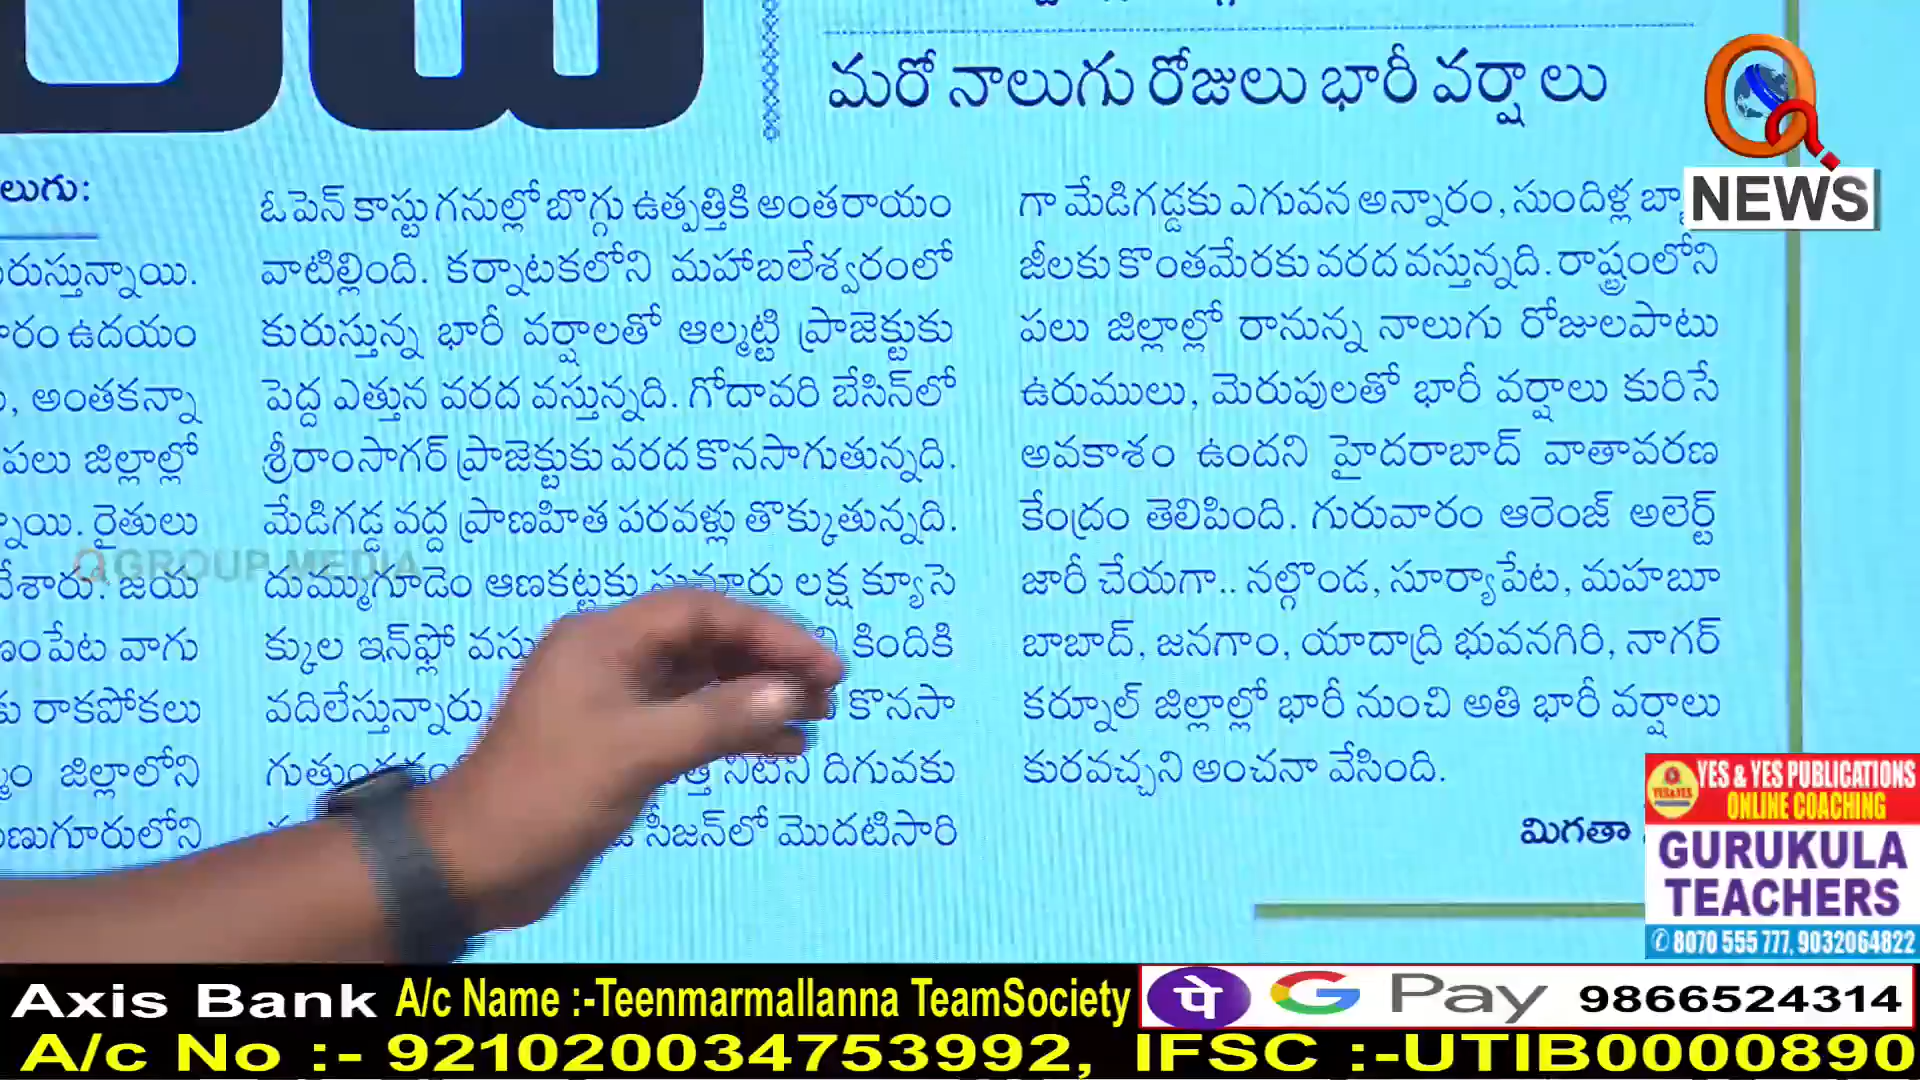 మరో నాలుగు రోజులు భారీ వర్షాలు
లుగు:
రుస్తున్నాయి.
ఉదయం
అంతకన్నా
పలు జిల్లాల్లో
రైతులు
జయ
వాగు
రాకపోకలు
జిల్లాలోని
ఓపెన్ కాస్టు గనుల్లో బొగ్గు ఉత్పత్తికి అంతరాయం
వాటిల్లింది. కర్నాటకలోని మహాబలేశ్వరంలో
కురుస్తున్న భారీ వర్షాలతో ఆల్మట్టి ప్రాజెక్టుకు
పెద్ద ఎత్తున వరద వస్తున్నది. గోదావరి బేసిన్‌లో
శ్రీరాంసాగర్ ప్రాజెక్టుకు వరద కొనసాగుతున్నది.
మేడిగడ్డ వద్ద ప్రాణహిత పరవళ్లు తొక్కుతున్నది.
దుమ్ముగూడెం ఆణకట్టకు సుమారు లక్ష క్యూసె
క్కుల ఇన్‌ఫ్లో కిందికి
వదిలేస్తున్నారు. కొనసా
దిగువకు
సీజన్‌లో మొదటిసారి
గా మేడిగడ్డకు ఎగువన అన్నారం, సుందిళ్ల
జీలకు కొంతమేరకు వరద వస్తున్నది. రాష్ట్రంలోని
పలు జిల్లాల్లో రానున్న నాలుగు రోజులపాటు
ఉరుములు, మెరుపులతో భారీ వర్షాలు కురిసే
అవకాశం ఉందని హైదరాబాద్ వాతావరణ
కేంద్రం తెలిపింది. గురువారం ఆరెంజ్ అలెర్ట్
జారీ చేయగా.. నల్గొండ, సూర్యాపేట, మహబూ
బాబాద్, జనగాం, యాదాద్రి భువనగిరి, నాగర్
కర్నూల్ జిల్లాల్లో భారీ నుంచి అతి భారీ వర్షాలు
కురవచ్చని అంచనా వేసింది.
మిగతా
Q GROUP MEDIA
Q
NEWS
YES & YES PUBLICATIONS
ONLINE COACHING
YES&YES
GURUKULA
TEACHERS
✆ 8070 555 777, 9032064822
Axis Bank A/c Name :-Teenmarmallanna TeamSociety
पे G Pay 9866524314
A/c No :- 921020034753992, IFSC :-UTIB0000890